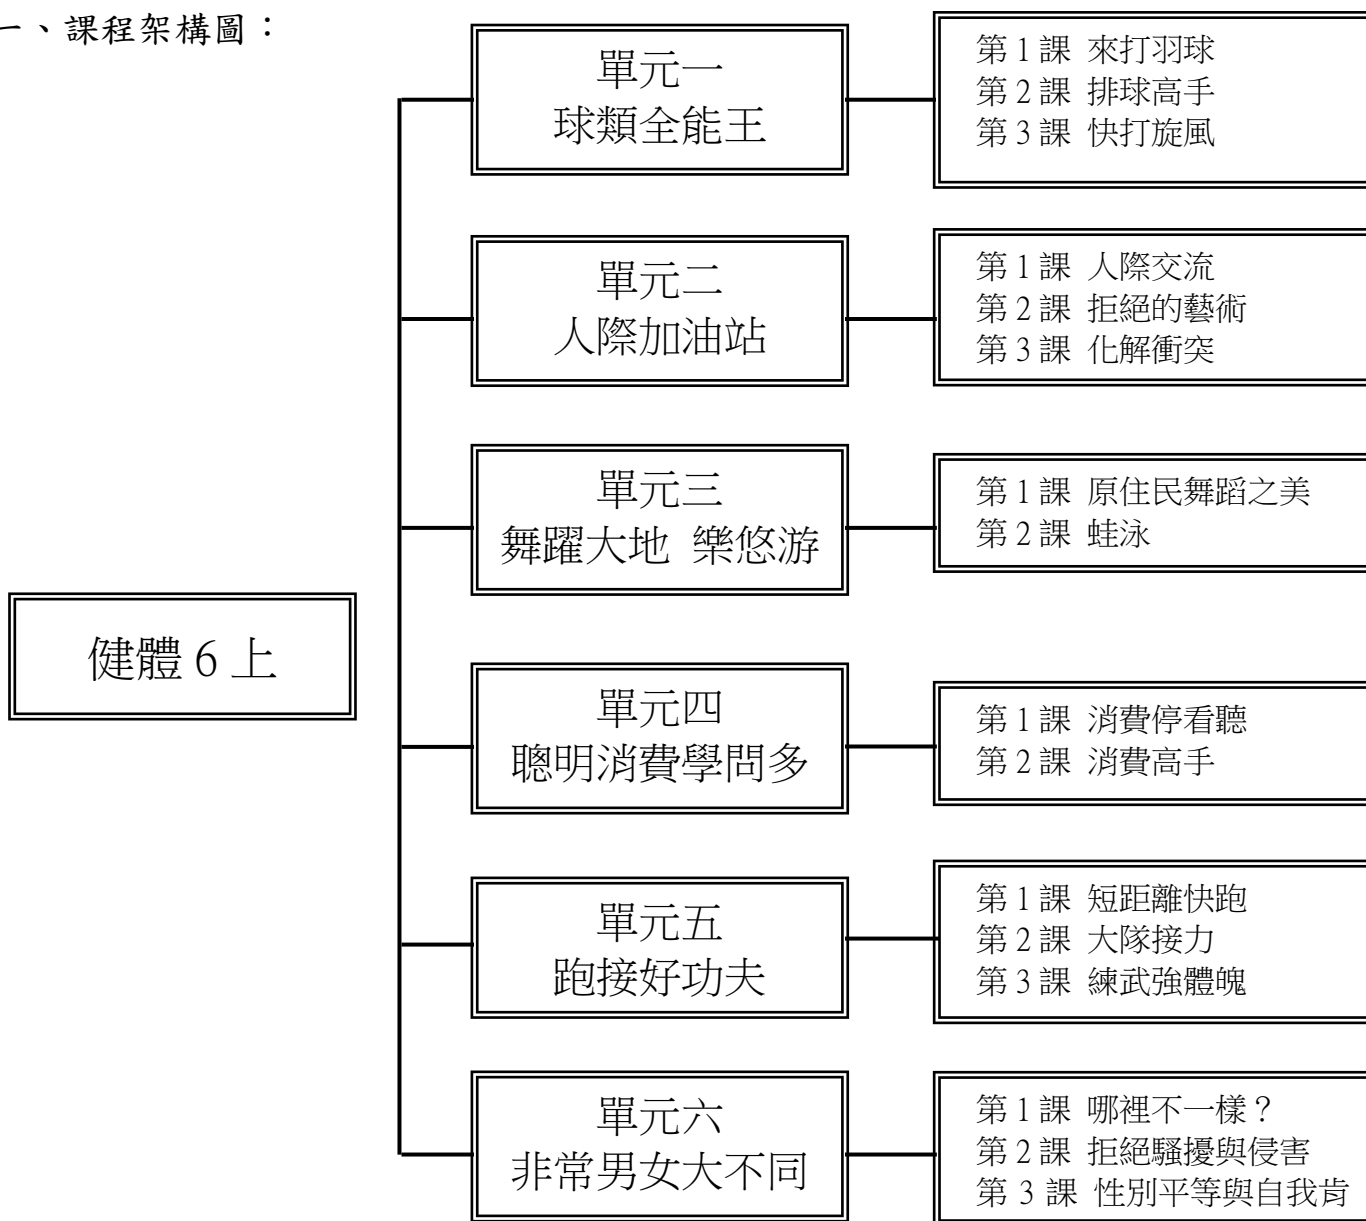 一、課程架構圖：
單元一
球類全能王
第1課 來打羽球
第2課 排球高手
第3課 快打旋風
單元二
人際加油站
第1課 人際交流
第2課 拒絕的藝術
第3課 化解衝突
單元三
舞躍大地 樂悠游
第1課 原住民舞蹈之美
第2課 蛙泳
健體6上
單元四
聰明消費學問多
第1課 消費停看聽
第2課 消費高手
單元五
跑接好功夫
第1課 短距離快跑
第2課 大隊接力
第3課 練武強體魄
單元六
非常男女大不同
第1課 哪裡不一樣？
第2課 拒絕騷擾與侵害
第3課 性別平等與自我肯